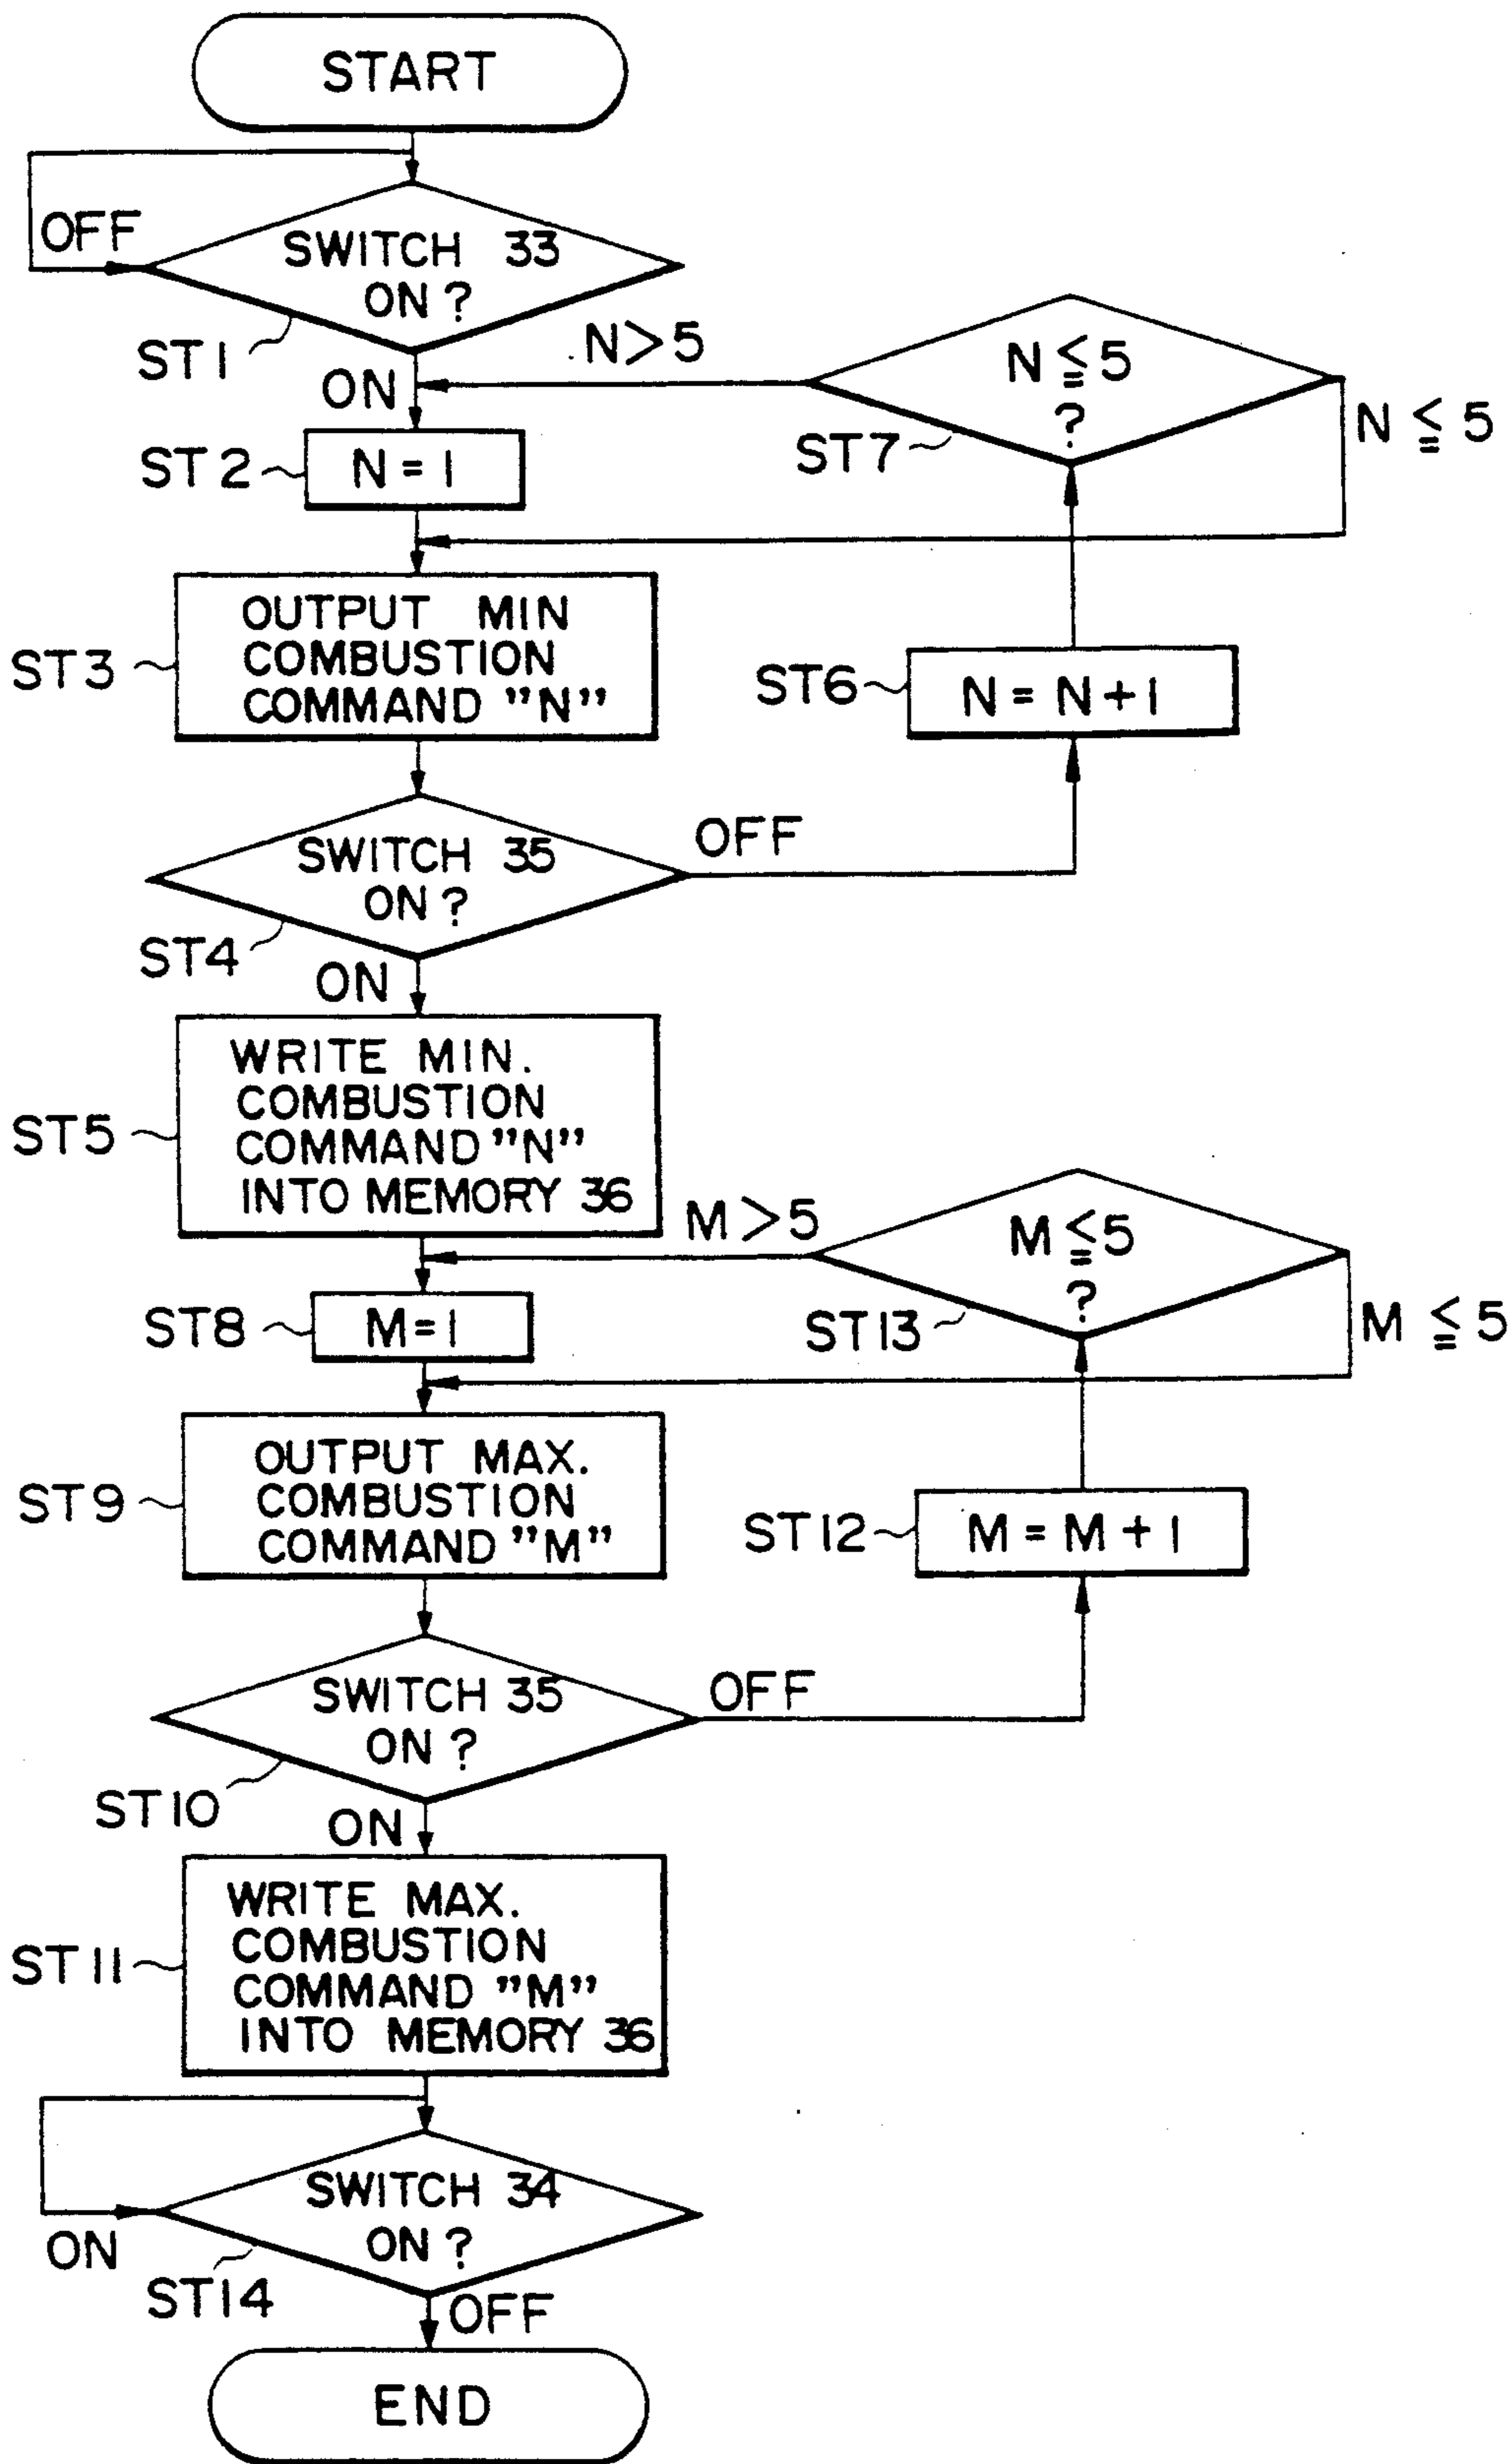 START
OFF
SWITCH 33
ON ?
ST1
N>5
N≦5
?
ON
ST7
N≦5
ST2
N=1
ST3
OUTPUT MIN
COMBUSTION
COMMAND "N"
ST6
N=N+1
SWITCH 35
ON ?
OFF
ST4
ON
ST5
WRITE MIN.
COMBUSTION
COMMAND "N"
INTO MEMORY 36
M>5
M≦5
?
ST8
M=1
ST13
M≦5
ST9
OUTPUT MAX.
COMBUSTION
COMMAND "M"
ST12
M=M+1
SWITCH 35
ON ?
OFF
ST10
ON
ST11
WRITE MAX.
COMBUSTION
COMMAND "M"
INTO MEMORY 36
SWITCH 34
ON ?
ON
ST14
OFF
END